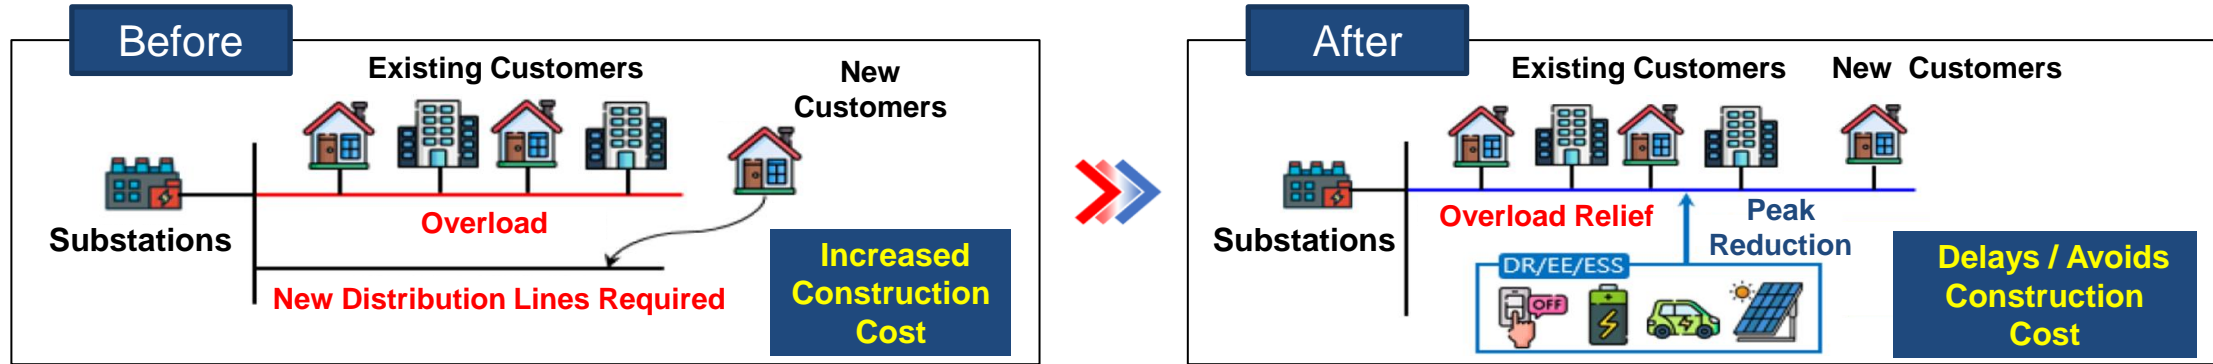 Before
Existing Customers
New
Customers
Substations
Overload
New Distribution Lines Required
Increased
Construction
Cost
After
Existing Customers
New Customers
Substations
Overload Relief
Peak
Reduction
DR/EE/ESS
OFF
Delays / Avoids
Construction
Cost